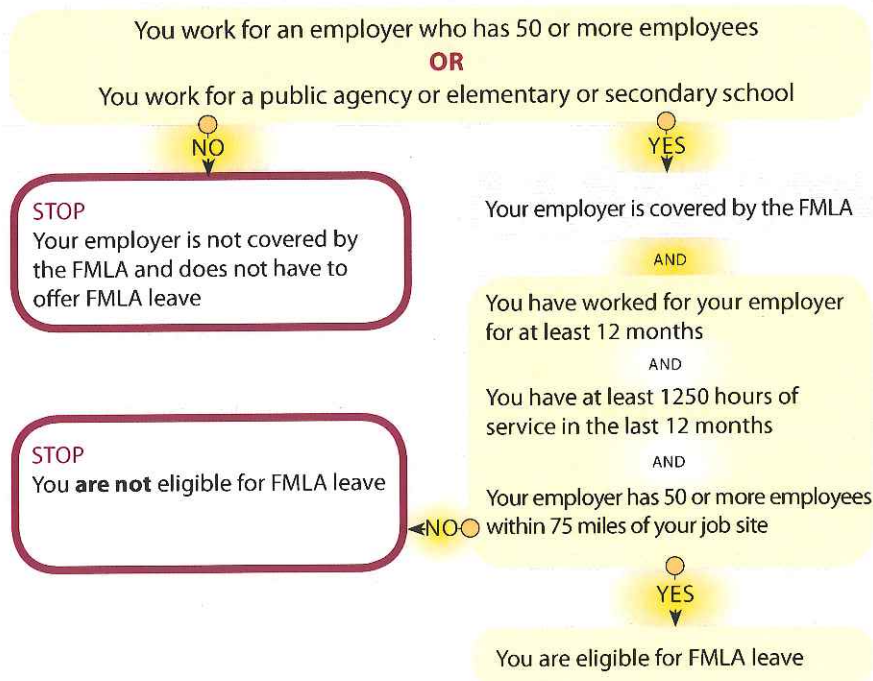 You work for an employer who has 50 or more employees
OR
You work for a public agency or elementary or secondary school
NO
YES
STOP
Your employer is not covered by
the FMLA and does not have to
offer FMLA leave
Your employer is covered by the FMLA
AND
You have worked for your employer
for at least 12 months
AND
You have at least 1250 hours of
service in the last 12 months
AND
Your employer has 50 or more employees
within 75 miles of your job site
NO
STOP
You are not eligible for FMLA leave
YES
You are eligible for FMLA leave